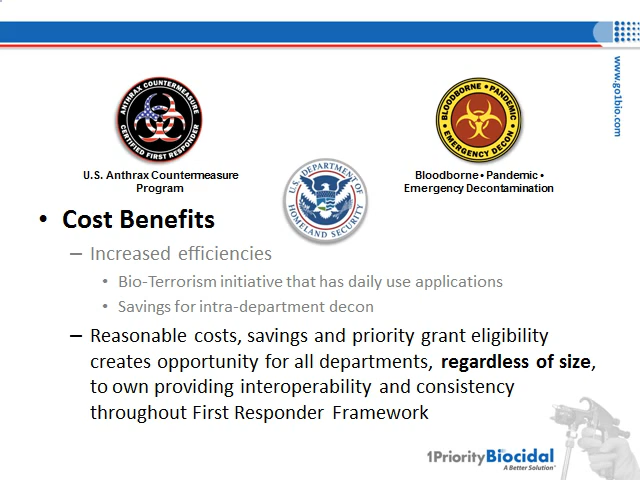 www.go1bio.com
ANTHRAX COUNTERMEASURE
CERTIFIED FIRST RESPONDER
BLOODBORNE • PANDEMIC
EMERGENCY DECON
U.S. Anthrax Countermeasure
Program
U.S. DEPARTMENT OF
HOMELAND SECURITY
Bloodborne • Pandemic •
Emergency Decontamination
• Cost Benefits
– Increased efficiencies
• Bio-Terrorism initiative that has daily use applications
• Savings for intra-department decon
– Reasonable costs, savings and priority grant eligibility
creates opportunity for all departments, regardless of size,
to own providing interoperability and consistency
throughout First Responder Framework
1PriorityBiocidal
A Better Solution